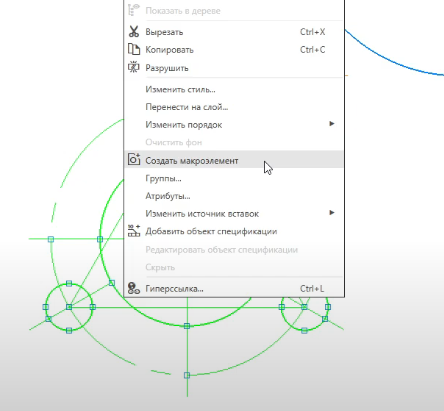 Показать в дереве
Вырезать Ctrl+X
Копировать Ctrl+C
Разрушить
Изменить стиль...
Перенести на слой...
Изменить порядок
Очистить фон
Создать макроэлемент
Группы...
Атрибуты...
Изменить источник вставок
Добавить объект спецификации
Редактировать объект спецификации
Скрыть
Гиперссылка... Ctrl+L